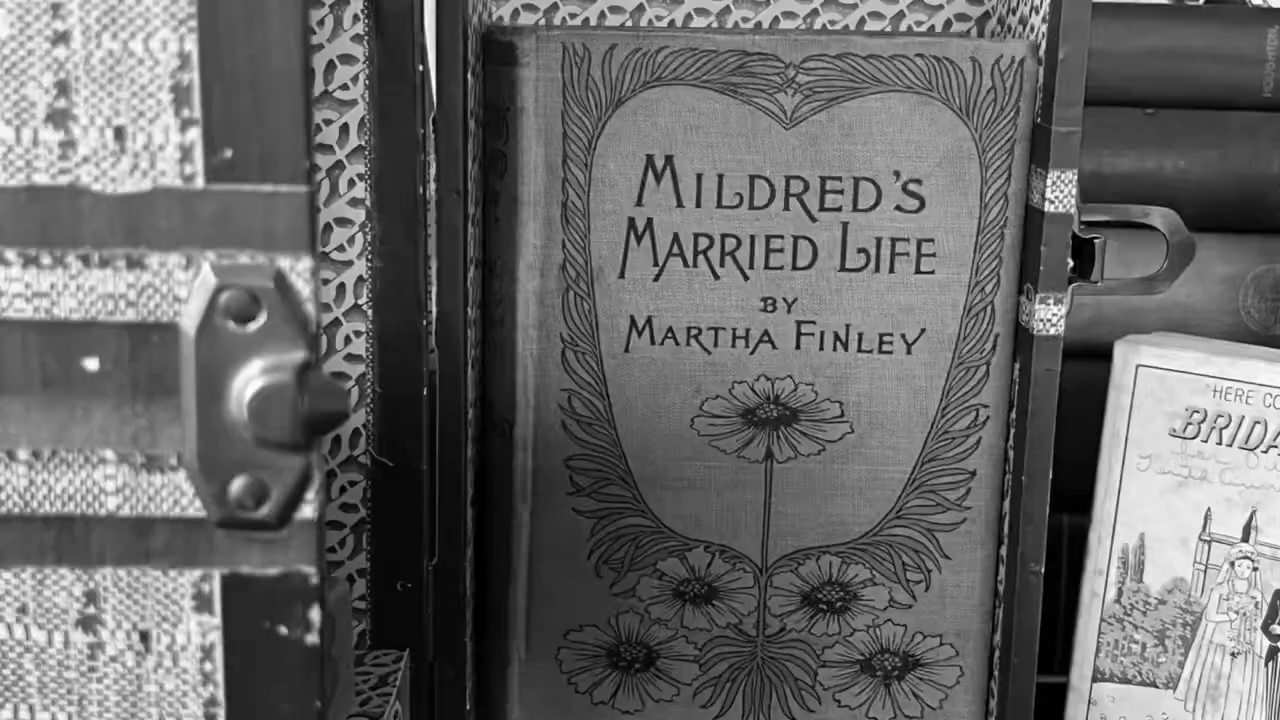 MILDRED'S
MARRIED LIFE
BY
MARTHA FINLEY
"HERE CO
BRIDA